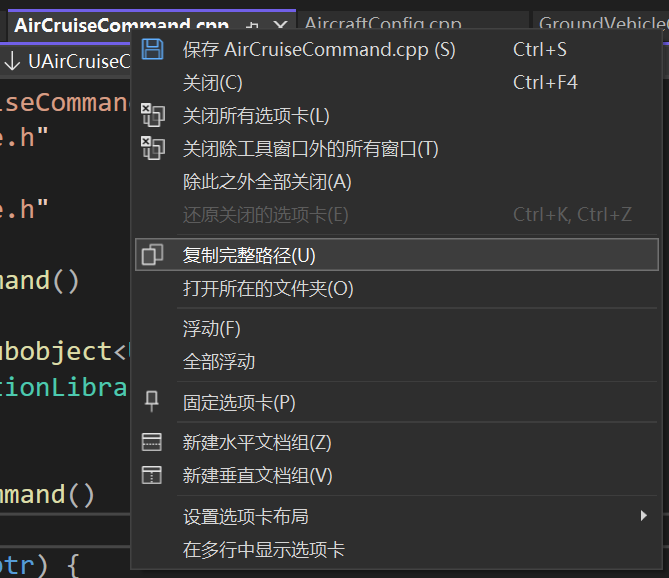 AirCruiseCommand.cpp
AircraftConfig.cpp
UAirCruiseC
保存 AirCruiseCommand.cpp (S) Ctrl+S
关闭(C) Ctrl+F4
iseCommand
关闭所有选项卡(L)
e.h"
关闭除工具窗口外的所有窗口(T)
除此之外全部关闭(A)
e.h"
还原关闭的选项卡(E) Ctrl+K, Ctrl+Z
复制完整路径(U)
mand()
打开所在的文件夹(O)
浮动(F)
ubobject<
全部浮动
tionLibra
固定选项卡(P)
新建水平文档组(Z)
新建垂直文档组(V)
mmand()
设置选项卡布局
在多行中显示选项卡
ptr) {